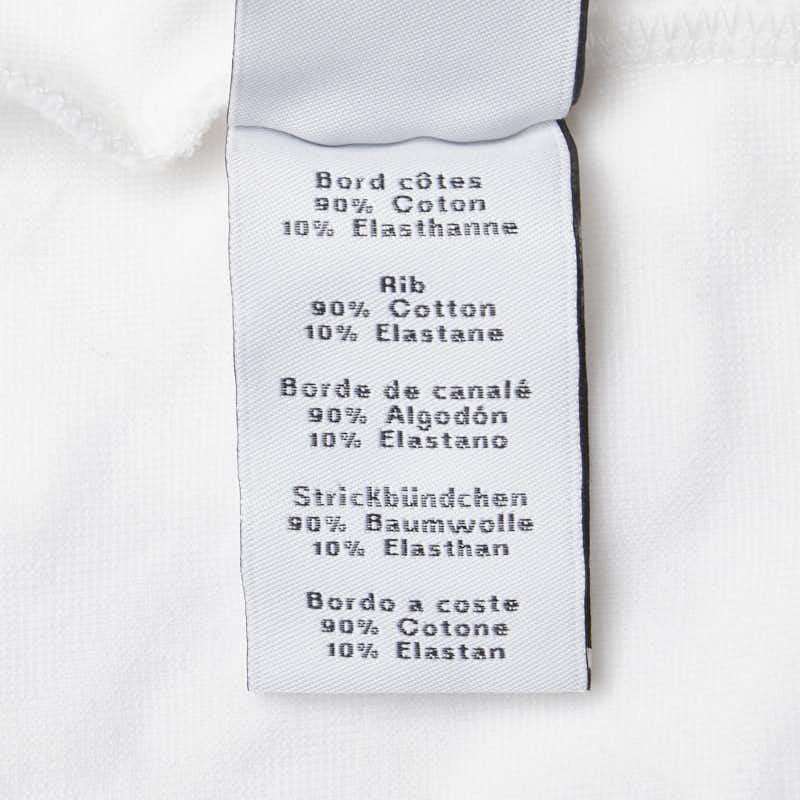 Bord côtes
90% Coton
10% Elasthanne
Rib
90% Cotton
10% Elastane
Borde de canalé
90% Algodón
10% Elastano
Strickbündchen
90% Baumwolle
10% Elasthan
Bordo a coste
90% Cotone
10% Elastan